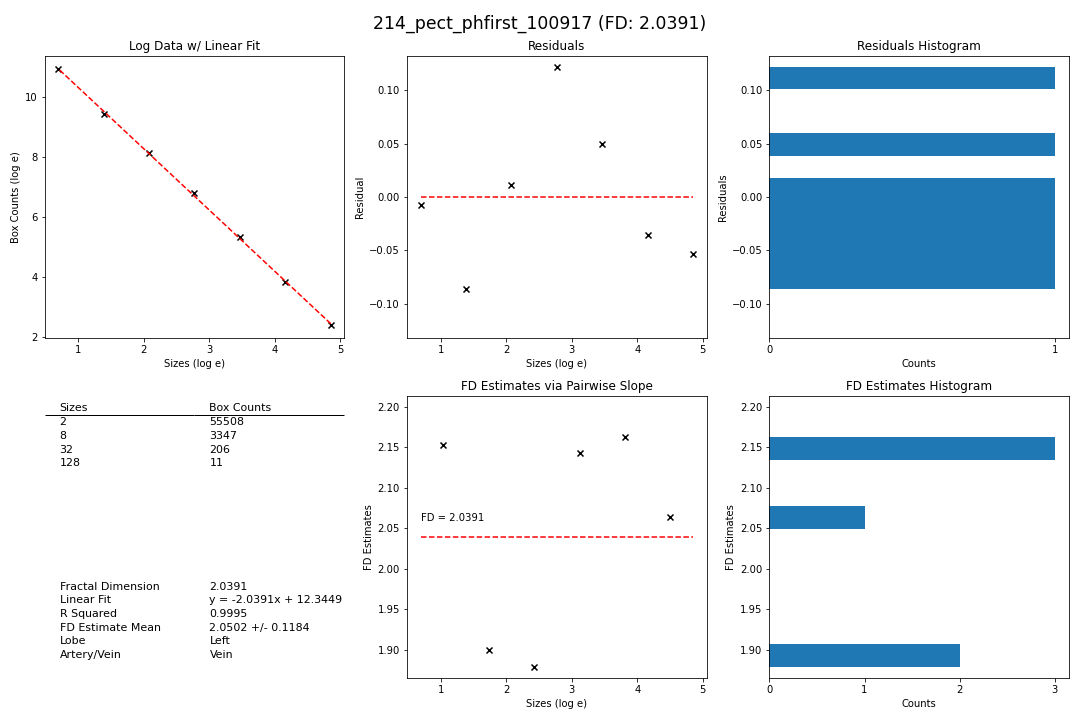 214_pect_phfirst_100917 (FD: 2.0391)
Log Data w/ Linear Fit
Box Counts (log e)
10
8
6
4
2
1 2 3 4 5
Sizes (log e)
Residuals
Residual
0.10
0.05
0.00
−0.05
−0.10
1 2 3 4 5
Sizes (log e)
Residuals Histogram
Residuals
0.10
0.05
0.00
−0.05
−0.10
0 1
Counts
Sizes Box Counts
2 55508
8 3347
32 206
128 11
Fractal Dimension 2.0391
Linear Fit y = -2.0391x + 12.3449
R Squared 0.9995
FD Estimate Mean 2.0502 +/- 0.1184
Lobe Left
Artery/Vein Vein
FD Estimates via Pairwise Slope
FD Estimates
2.20
2.15
2.10
2.05
2.00
1.95
1.90
FD = 2.0391
1 2 3 4 5
Sizes (log e)
FD Estimates Histogram
FD Estimates
2.20
2.15
2.10
2.05
2.00
1.95
1.90
0 1 2 3
Counts